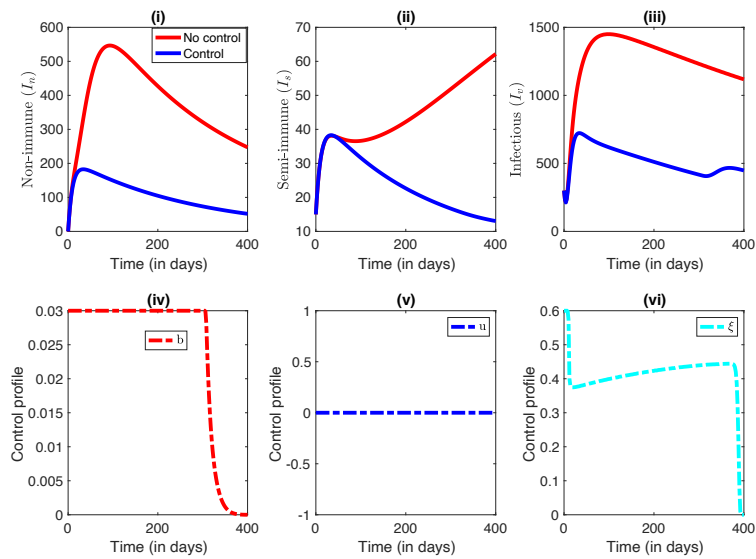 (i)
Non-immune (I_n)
600
500
400
300
200
100
0
No control
Control
0 200 400
Time (in days)
(ii)
Semi-immune (I_s)
70
60
50
40
30
20
10
0 200 400
Time (in days)
(iii)
Infectious (I_v)
1500
1000
500
0
0 200 400
Time (in days)
(iv)
Control profile
0.03
0.025
0.02
0.015
0.01
0.005
0
b
0 200 400
Time (in days)
(v)
Control profile
1
0.5
0
-0.5
-1
u
0 200 400
Time (in days)
(vi)
Control profile
0.6
0.5
0.4
0.3
0.2
0.1
0
ξ
0 200 400
Time (in days)